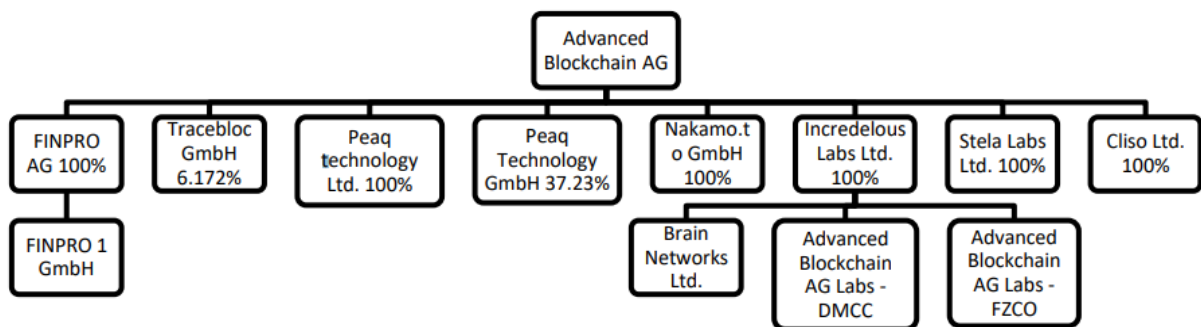 Advanced
Blockchain AG
FINPRO
AG 100%
Tracebloc
GmbH
6.172%
Peaq
technology
Ltd. 100%
Peaq
Technology
GmbH 37.23%
Nakamo.t
o GmbH
100%
Incredelous
Labs Ltd.
100%
Stela Labs
Ltd. 100%
Cliso Ltd.
100%
FINPRO 1
GmbH
Brain
Networks
Ltd.
Advanced
Blockchain
AG Labs -
DMCC
Advanced
Blockchain
AG Labs -
FZCO